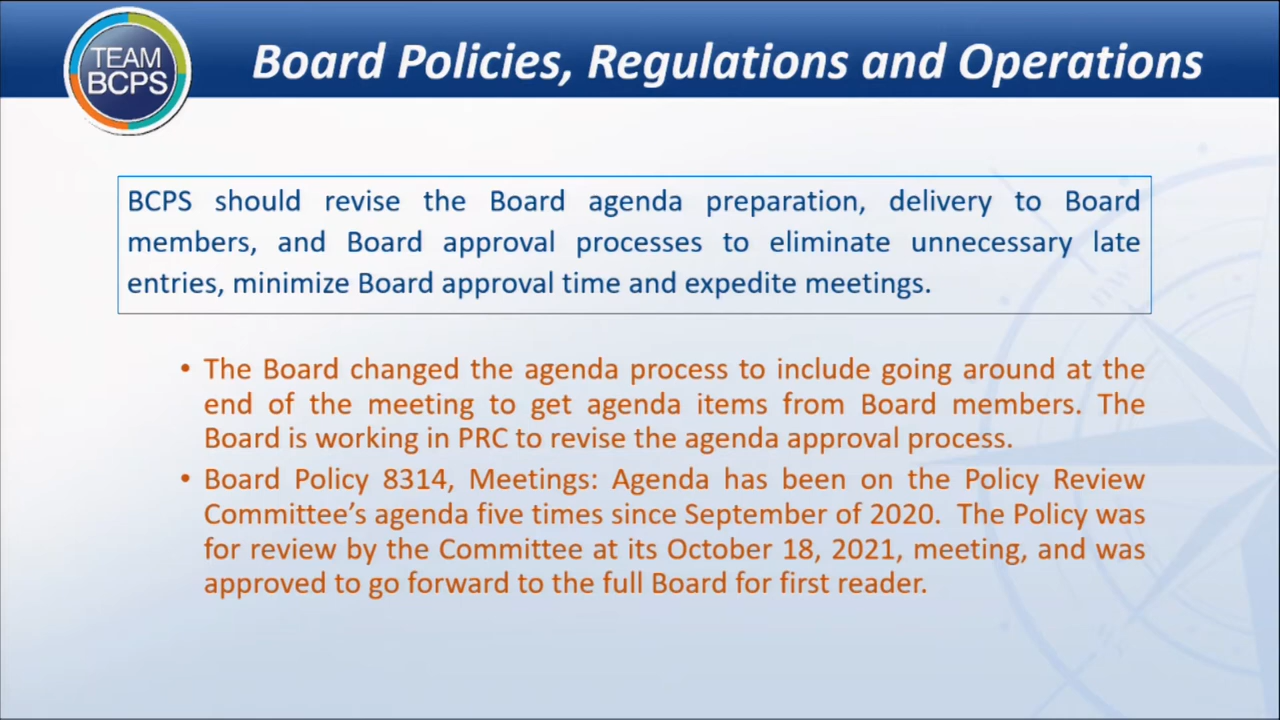 TEAM
BCPS
Board Policies, Regulations and Operations
BCPS should revise the Board agenda preparation, delivery to Board
members, and Board approval processes to eliminate unnecessary late
entries, minimize Board approval time and expedite meetings.
• The Board changed the agenda process to include going around at the
end of the meeting to get agenda items from Board members. The
Board is working in PRC to revise the agenda approval process.
• Board Policy 8314, Meetings: Agenda has been on the Policy Review
Committee’s agenda five times since September of 2020.  The Policy was
for review by the Committee at its October 18, 2021, meeting, and was
approved to go forward to the full Board for first reader.